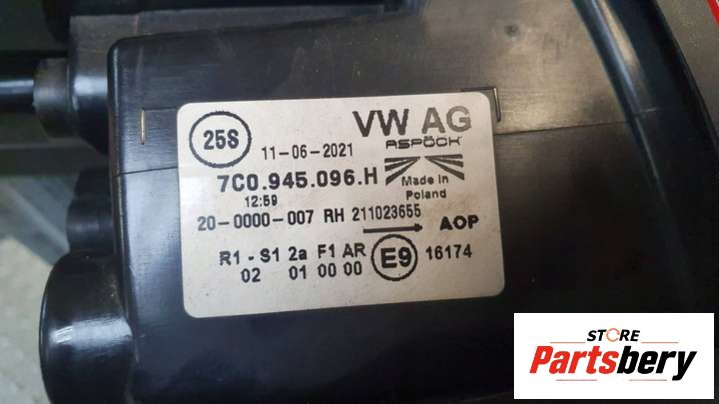 25S
VW AG
11-06-2021
ASPÖCK
7C0.945.096.H
12:59
Made in
Poland
20-0000-007 RH 211023655
AOP
R1 - S1 2a F1 AR
02 01 00 00
E9
16174
STORE
Partsbery